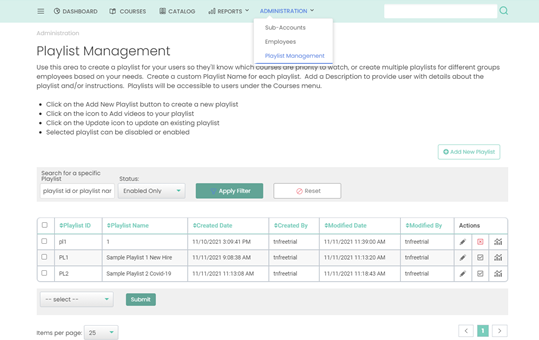 DASHBOARD COURSES CATALOG REPORTS ADMINISTRATION
Sub-Accounts
Employees
Playlist Management
Administration
Playlist Management
Use this area to create a playlist for your users so they'll know which courses are priority to watch, or create multiple playlists for different groups
employees based on your needs. Create a custom Playlist Name for each playlist. Add a Description to provide user with details about the
playlist and/or instructions. Playlists will be accessible to users under the Courses menu.
Click on the Add New Playlist button to create a new playlist
Click on the icon to Add videos to your playlist
Click on the Update icon to update an existing playlist
Selected playlist can be disabled or enabled
Add New Playlist
Search for a specific
Playlist
Status:
playlist id or playlist nar Enabled Only Apply Filter Reset
Playlist ID Playlist Name Created Date Created By Modified Date Modified By Actions
pl1 1 11/10/2021 3:09:41 PM tnfreetrial 11/11/2021 11:39:00 AM tnfreetrial
PL1 Sample Playlist 1 New Hire 11/11/2021 9:08:38 AM tnfreetrial 11/11/2021 11:13:20 AM tnfreetrial
PL2 Sample Playlist 2 Covid-19 11/11/2021 11:13:08 AM tnfreetrial 11/11/2021 11:18:43 AM tnfreetrial
-- select -- Submit
Items per page: 25
1